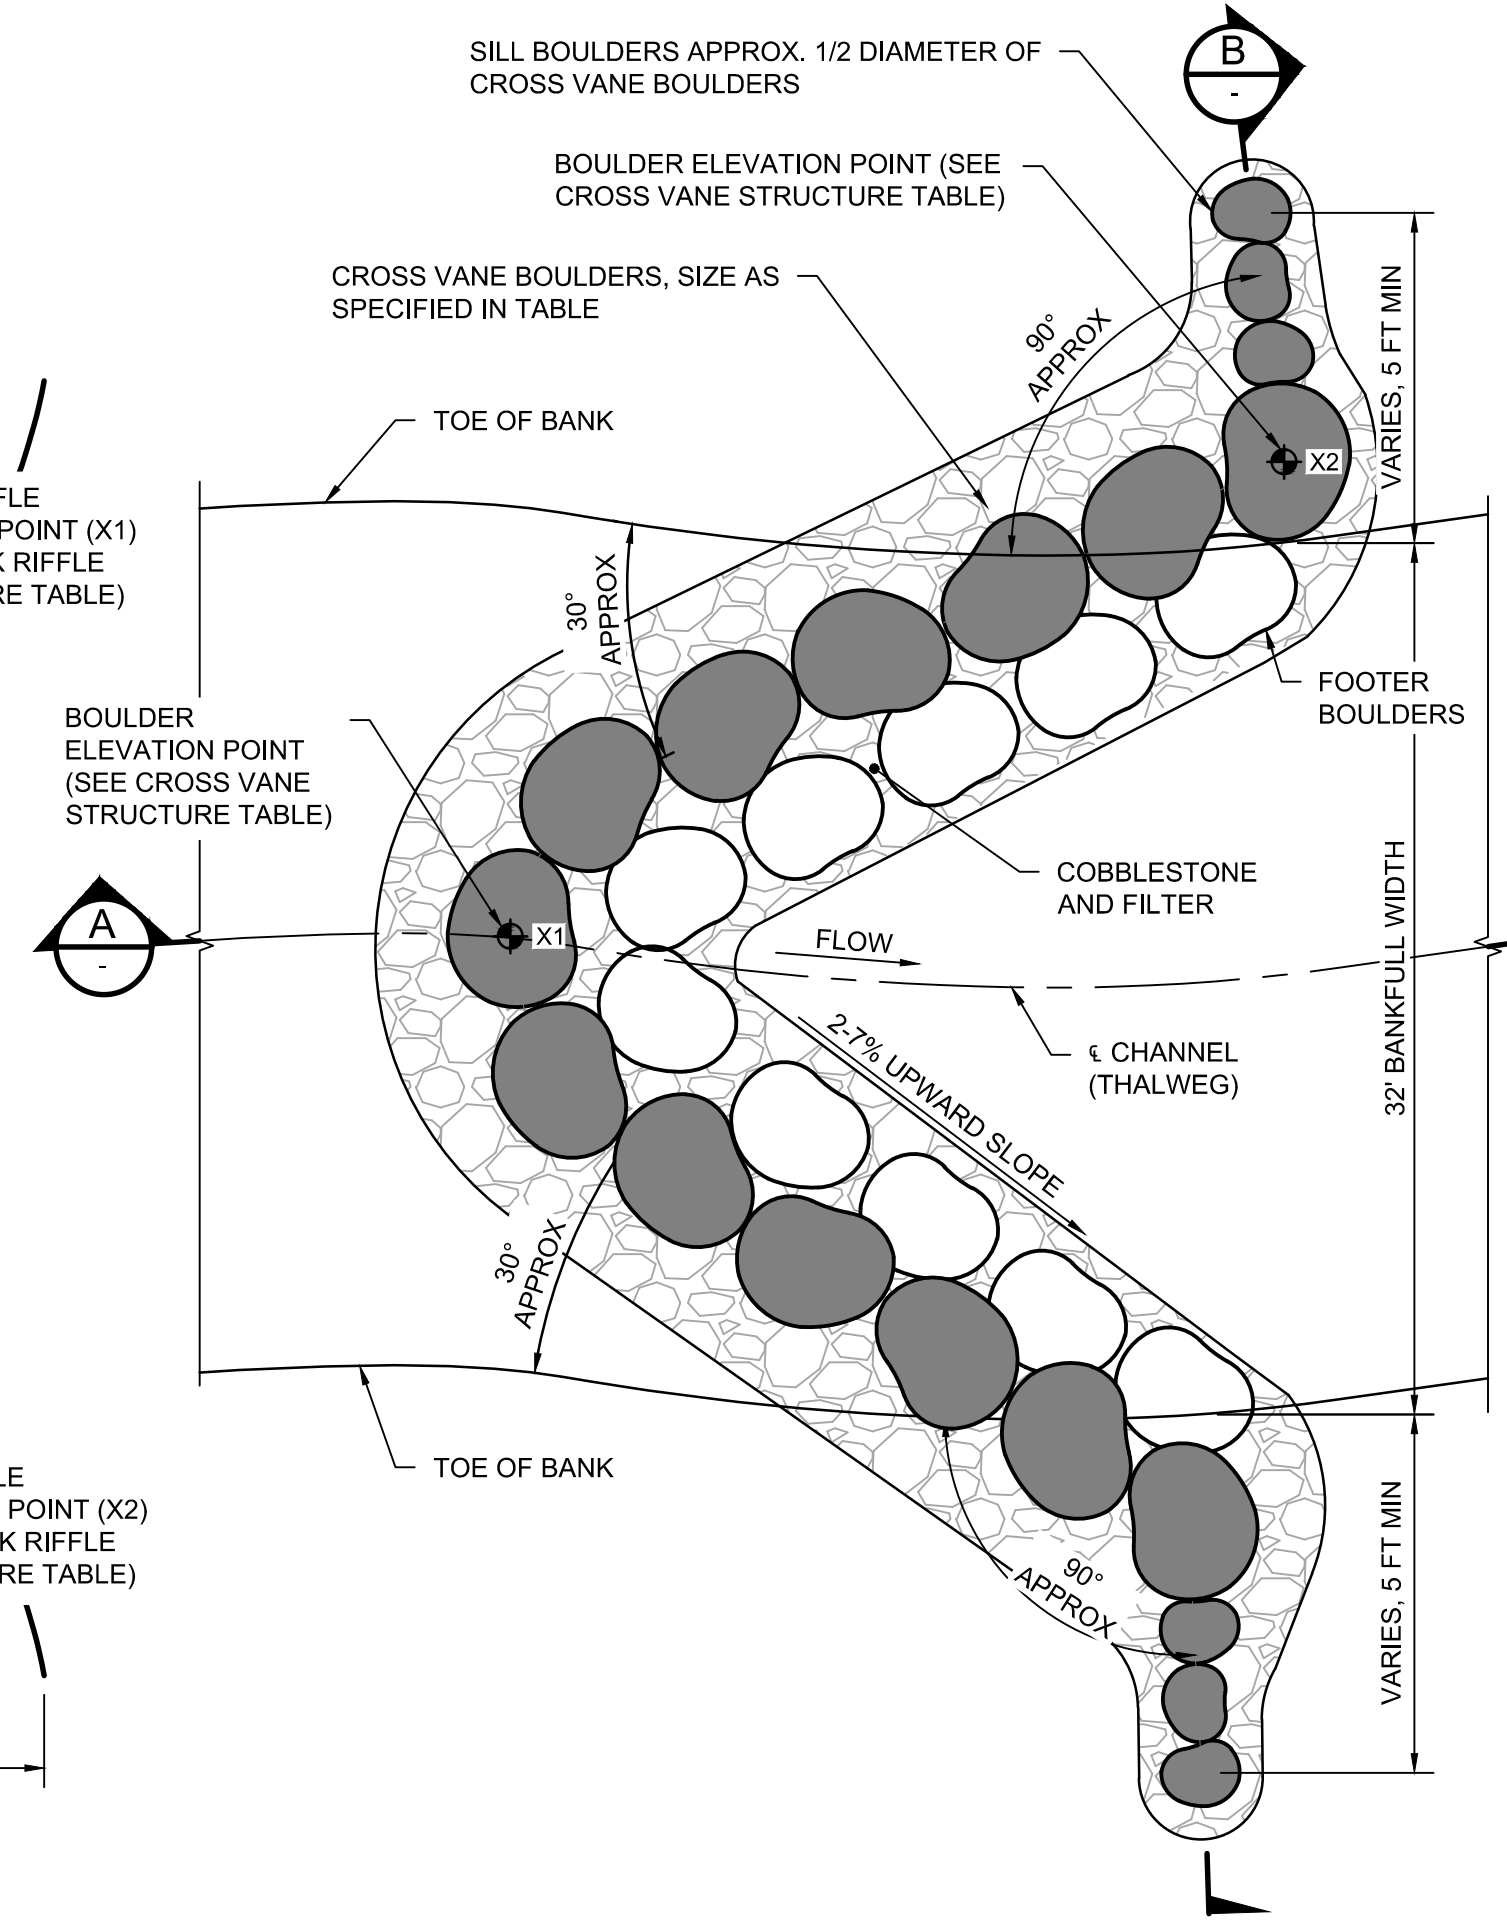 SILL BOULDERS APPROX. 1/2 DIAMETER OF
CROSS VANE BOULDERS
B
-
BOULDER ELEVATION POINT (SEE
CROSS VANE STRUCTURE TABLE)
CROSS VANE BOULDERS, SIZE AS
SPECIFIED IN TABLE
90°
APPROX
VARIES, 5 FT MIN
TOE OF BANK
X2
POINT (X1)
RIFFLE
TABLE)
30°
APPROX
FOOTER
BOULDERS
BOULDER
ELEVATION POINT
(SEE CROSS VANE
STRUCTURE TABLE)
COBBLESTONE
AND FILTER
A
-
X1
FLOW
32' BANKFULL WIDTH
2-7% UPWARD SLOPE
℄ CHANNEL
(THALWEG)
30°
APPROX
TOE OF BANK
POINT (X2)
RIFFLE
TABLE)
90°
APPROX
VARIES, 5 FT MIN